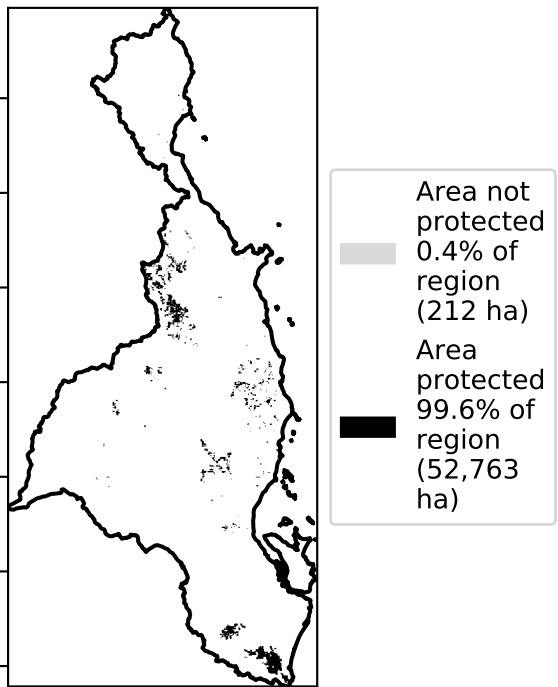 Area not
protected
0.4% of
region
(212 ha)
Area
protected
99.6% of
region
(52,763
ha)